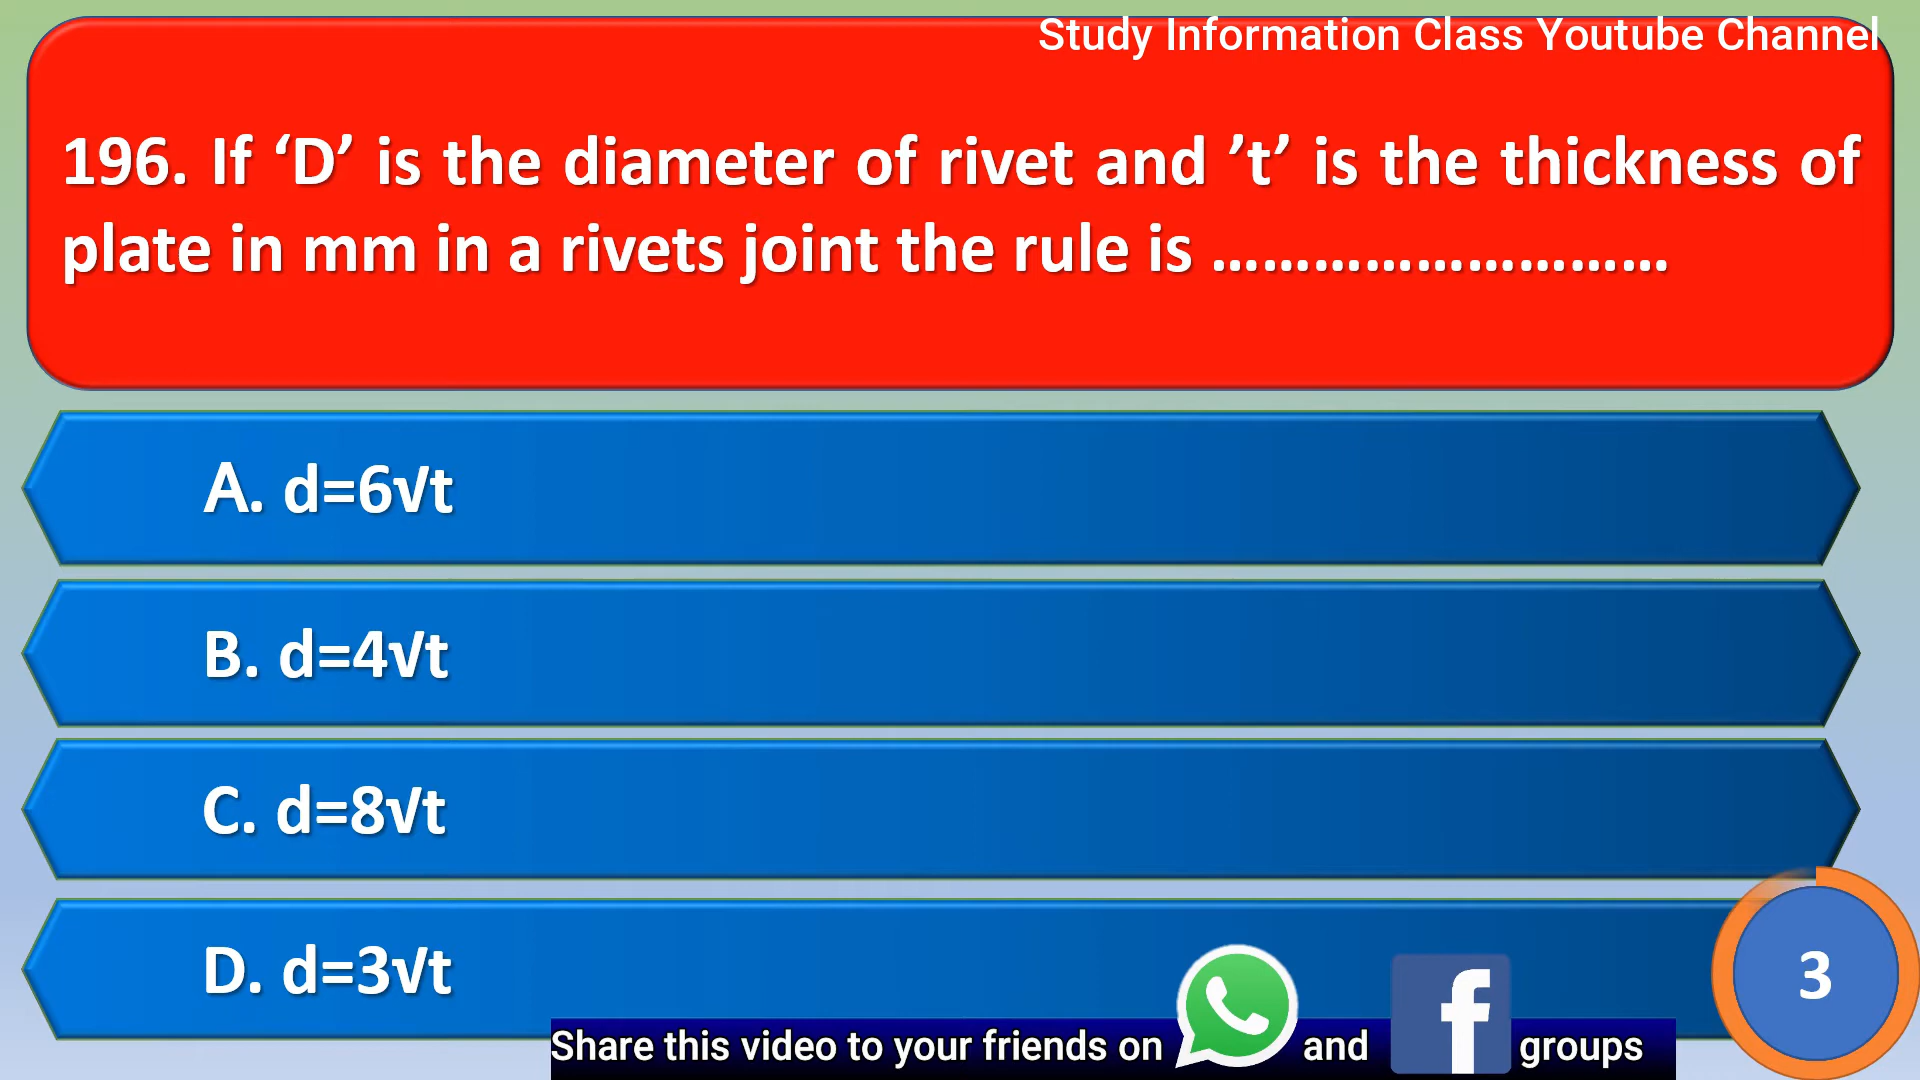 Study Information Class Youtube Channel
196. If ‘D’ is the diameter of rivet and ’t’ is the thickness of
plate in mm in a rivets joint the rule is ………………………
A. d=6√t
B. d=4√t
C. d=8√t
D. d=3√t
3
Share this video to your friends on and groups